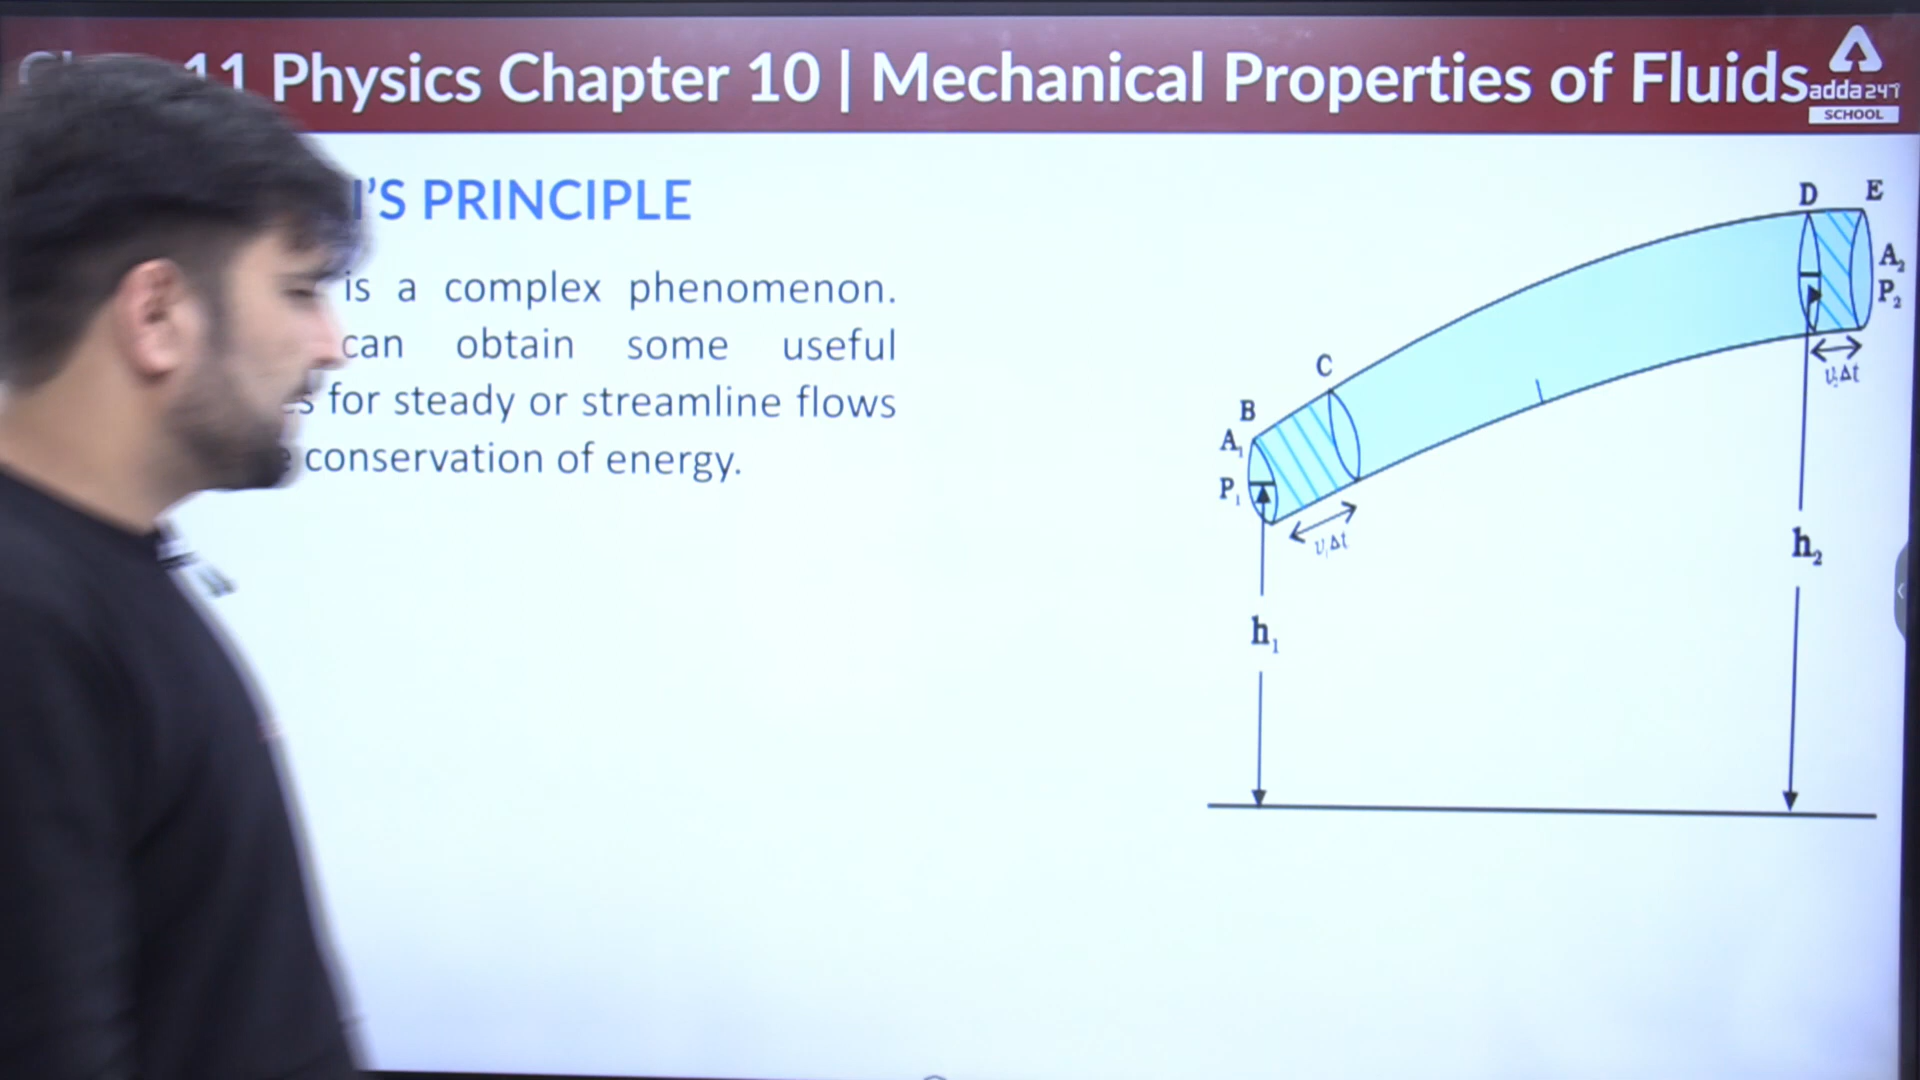 11 Physics Chapter 10 | Mechanical Properties of Fluids
adda247
SCHOOL
'S PRINCIPLE
is a complex phenomenon.
can obtain some useful
for steady or streamline flows
conservation of energy.
D E
A₂
P₂
C
B
A₁
P₁
v₁Δt
h₂
h₁